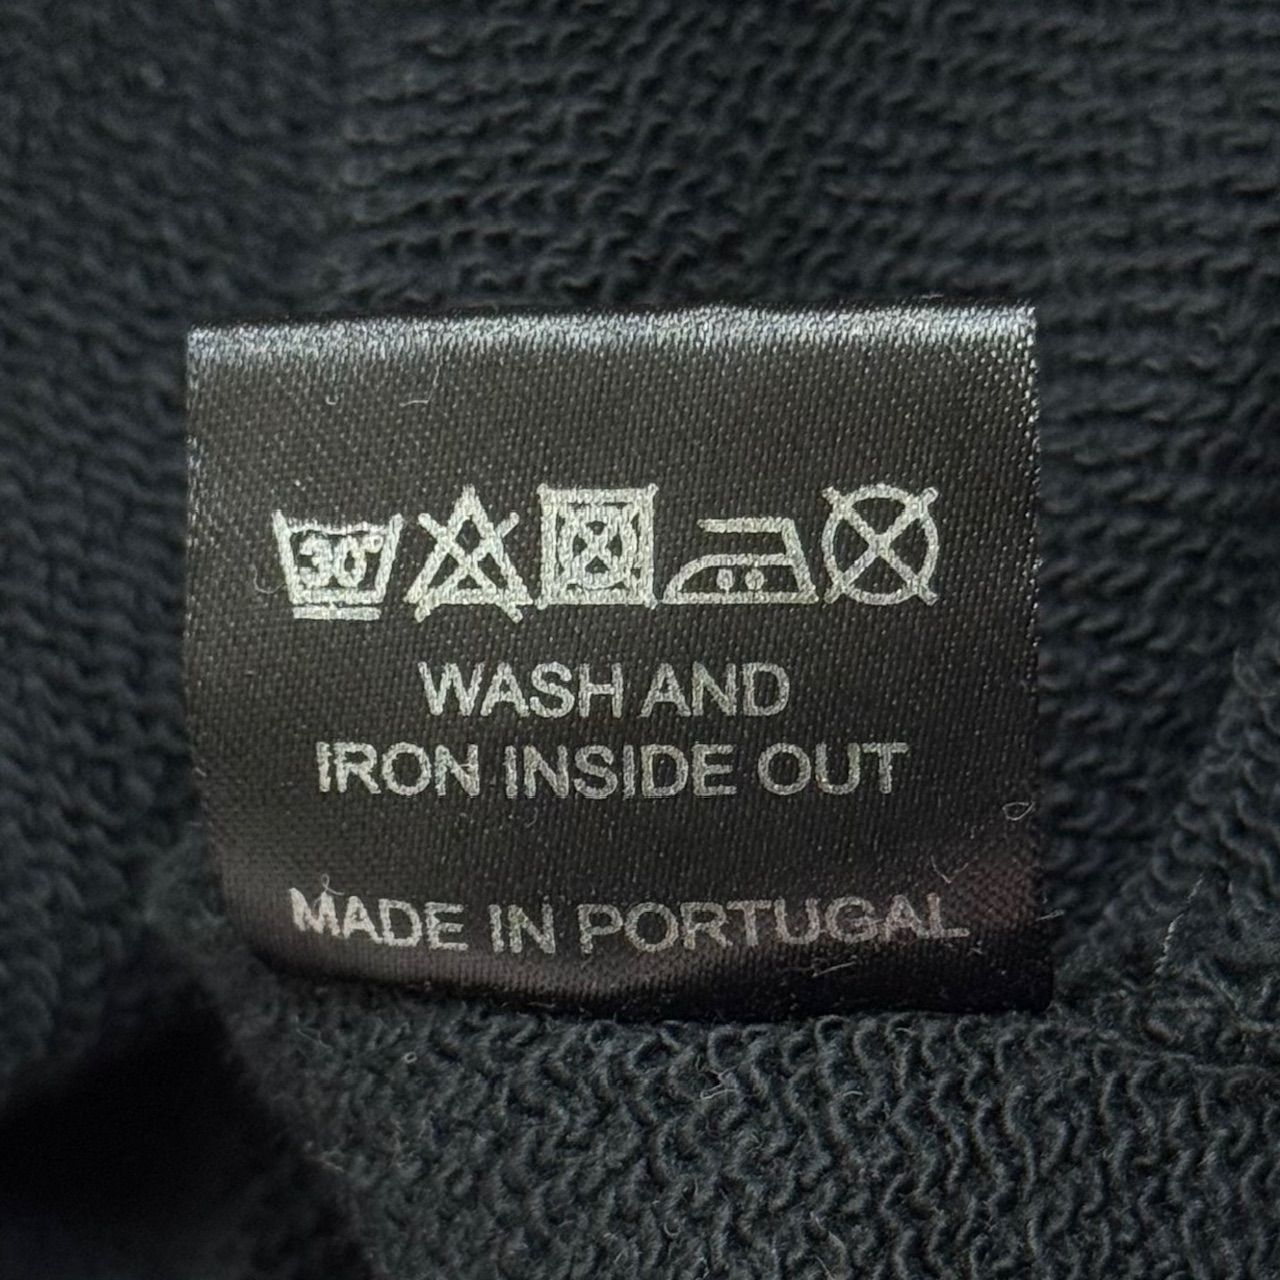 30°
WASH AND
IRON INSIDE OUT
MADE IN PORTUGAL